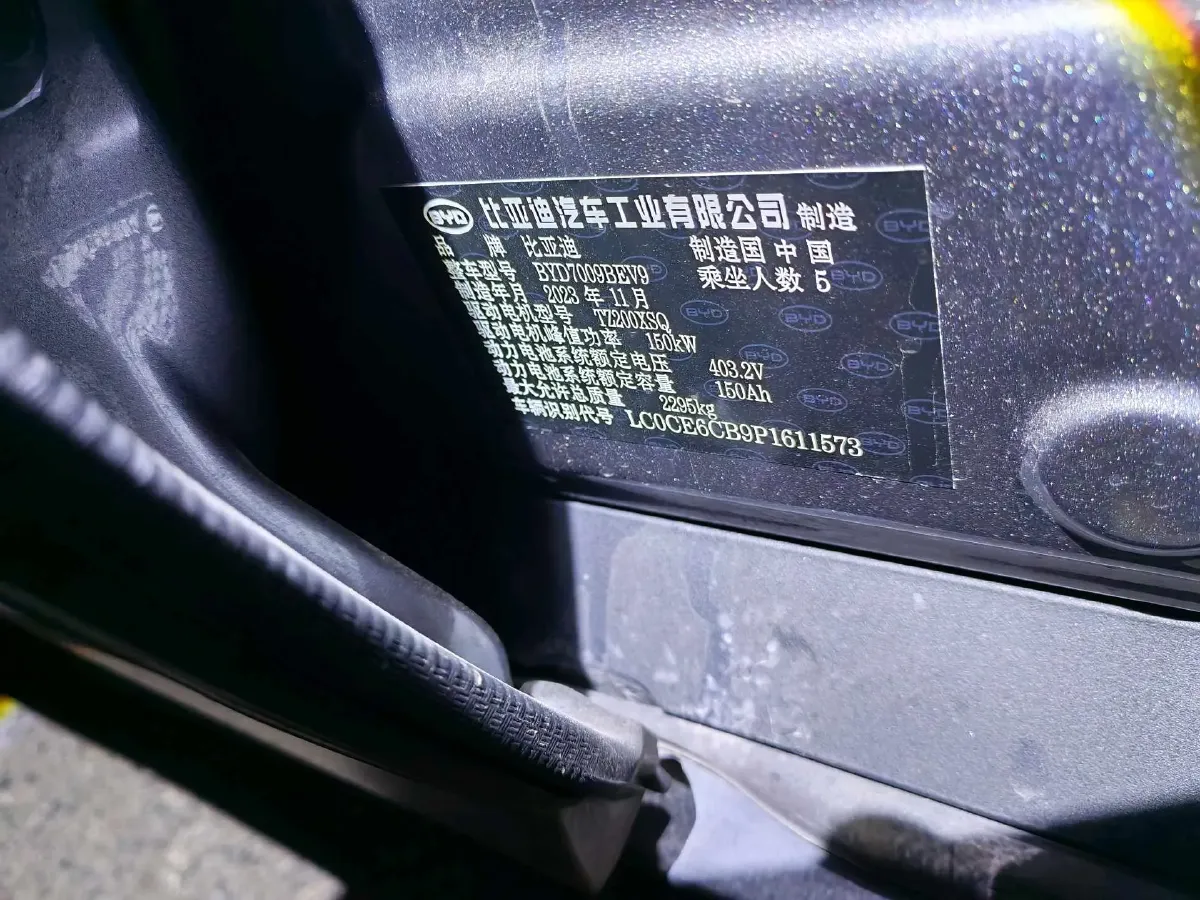 BYD 比亚迪汽车工业有限公司 制造
品 牌 比亚迪 制造国 中国
整车型号 BYD7009BEV9 乘坐人数 5
制造年月 2023 年 11 月
驱动电机型号 TZ200XSQ
驱动电机峰值功率 150kW
动力电池系统额定电压 403.2V
动力电池系统额定容量 150Ah
最大允许总质量 2295kg
车辆识别代号 LC0CE6CB9P1611573